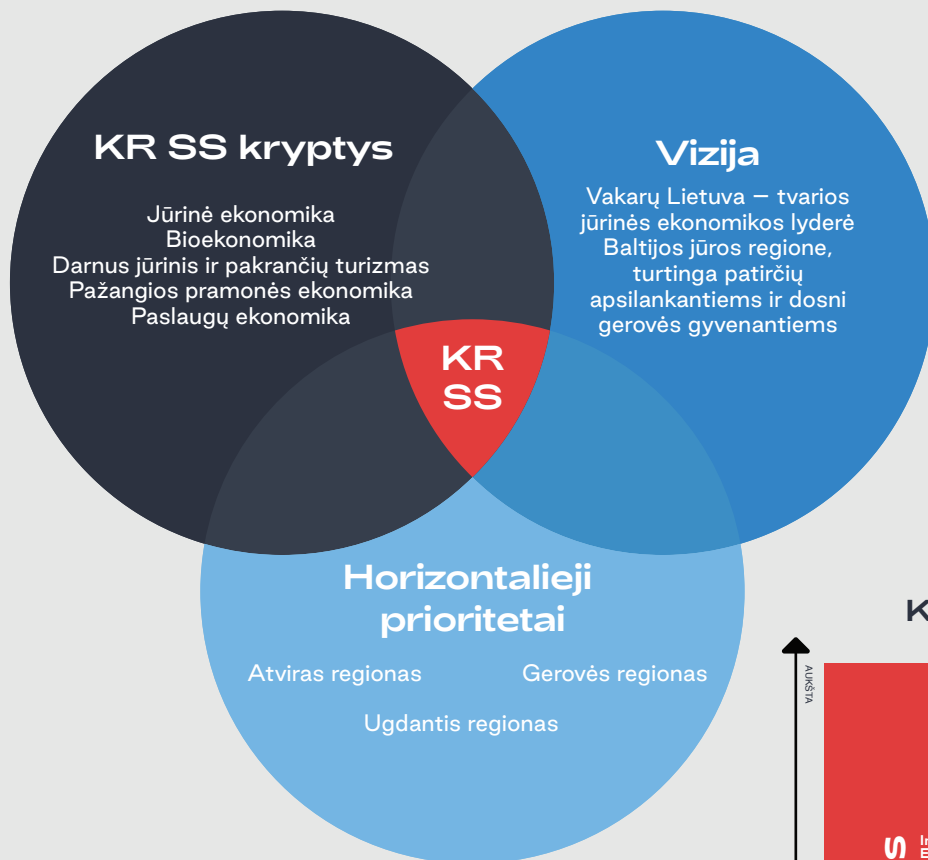 KR SS kryptys
Jūrinė ekonomika
Bioekonomika
Darnus jūrinis ir pakrančių turizmas
Pažangios pramonės ekonomika
Paslaugų ekonomika
Vizija
Vakarų Lietuva – tvarios
jūrinės ekonomikos lyderė
Baltijos jūros regione,
turtinga patirčių
apsilankantiems ir dosni
gerovės gyvenantiems
KR
SS
Horizontalieji
prioritetai
Atviras regionas
Gerovės regionas
Ugdantis regionas
K
AUKŠTA
S